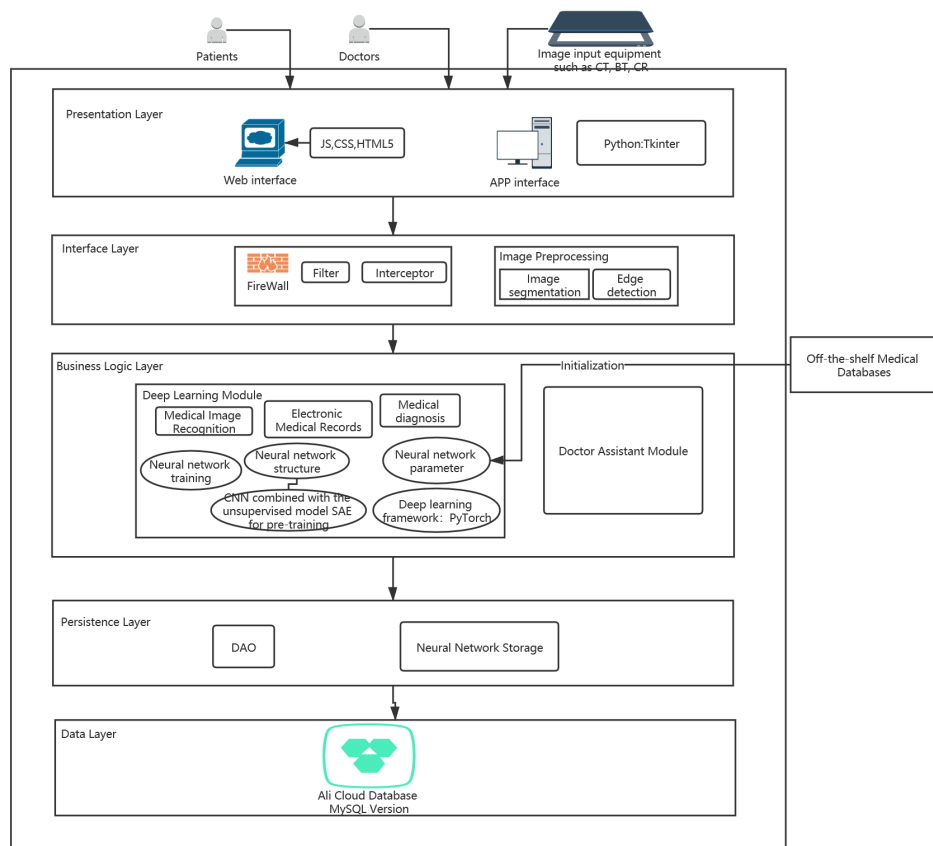 Patients
Doctors
Image input equipment
such as CT, BT, CR
Presentation Layer
JS,CSS,HTML5
Web interface
APP interface
Python:Tkinter
Interface Layer
FireWall
Filter
Interceptor
Image Preprocessing
Image
segmentation
Edge
detection
Business Logic Layer
Initialization
Off-the-shelf Medical
Databases
Deep Learning Module
Medical Image
Recognition
Electronic
Medical Records
Medical
diagnosis
Neural network
training
Neural network
structure
Neural network
parameter
CNN combined with the
unsupervised model SAE
for pre-training
Deep learning
framework: PyTorch
Doctor Assistant Module
Persistence Layer
DAO
Neural Network Storage
Data Layer
Ali Cloud Database
MySQL Version